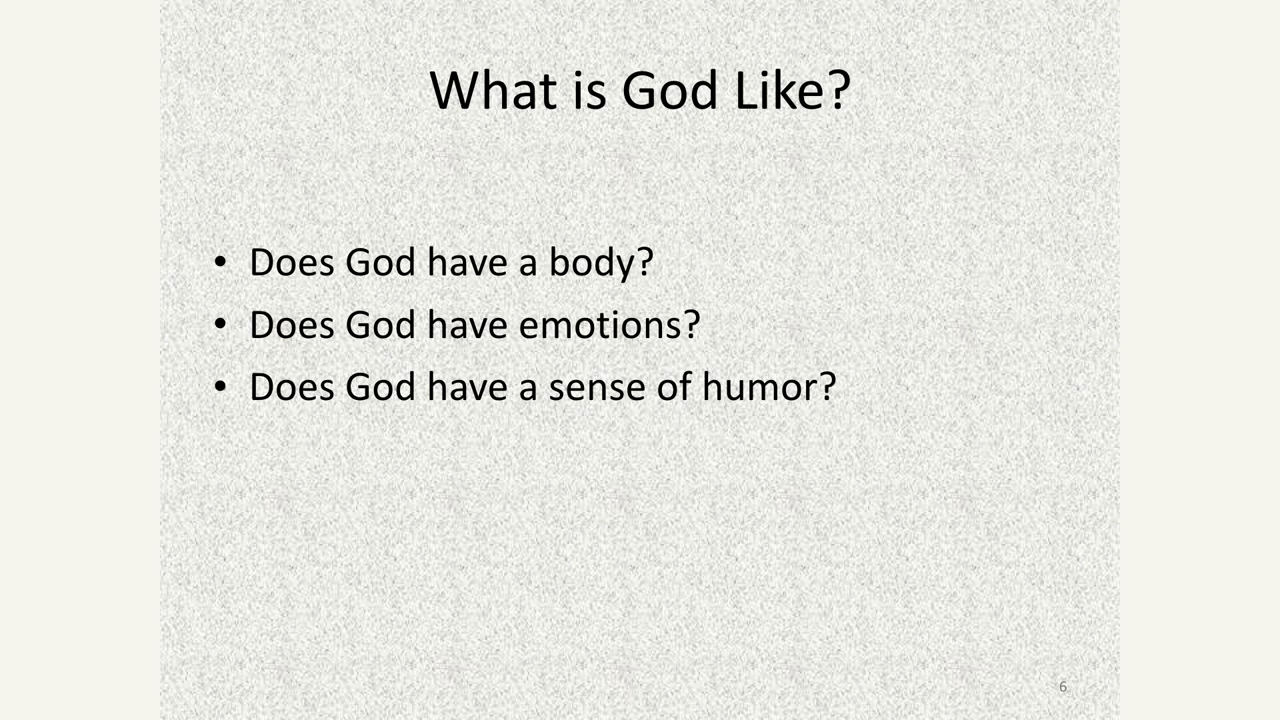 What is God Like?
• Does God have a body?
• Does God have emotions?
• Does God have a sense of humor?
6